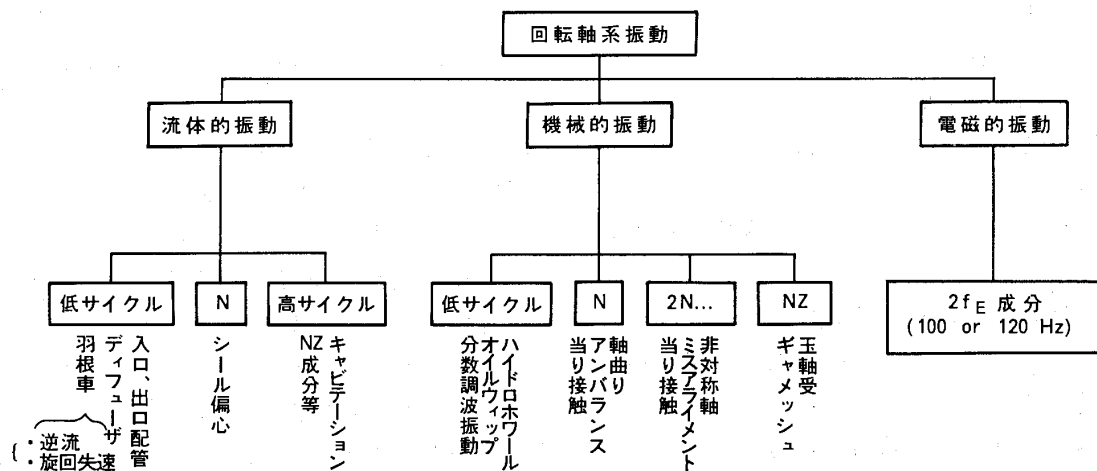 回転軸系振動
流体的振動
機械的振動
電磁的振動
低サイクル
N
高サイクル
低サイクル
N
2N...
NZ
2fE成分
(100 or 120 Hz)
入口、出口配管
ディフューザ
羽根車
・逆流
・旋回失速
シール偏心
キャビテーション
NZ成分等
ハイドロホワール
オイルウィップ
分数調波振動
軸曲り
アンバランス
当り接触
非対称軸
ミスアライメント
当り接触
玉軸受
ギャメッシュ